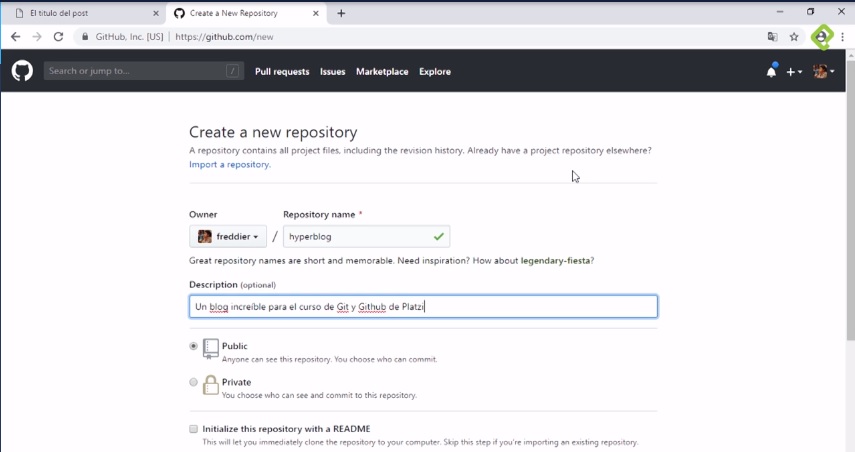 El titulo del post
Create a New Repository
GitHub, Inc. [US] | https://github.com/new
Search or jump to... /
Pull requests Issues Marketplace Explore
Create a new repository
A repository contains all project files, including the revision history. Already have a project repository elsewhere?
Import a repository.
Owner Repository name *
freddier / hyperblog
Great repository names are short and memorable. Need inspiration? How about legendary-fiesta?
Description (optional)
Un blog increíble para el curso de Git y Github de Platzi
Public
Anyone can see this repository. You choose who can commit.
Private
You choose who can see and commit to this repository.
Initialize this repository with a README
This will let you immediately clone the repository to your computer. Skip this step if you're importing an existing repository.